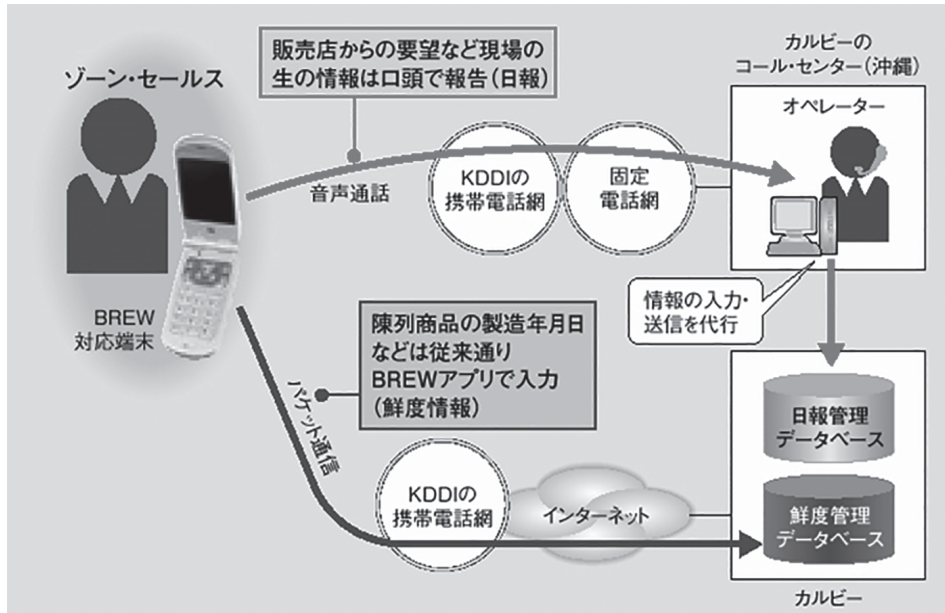 販売店からの要望など現場の
生の情報は口頭で報告（日報）
カルビーの
コール・センター（沖縄）
ゾーン・セールス
オペレーター
音声通話
KDDIの
携帯電話網
固定
電話網
情報の入力・
送信を代行
BREW
対応端末
陳列商品の製造年月日
などは従来通り
BREWアプリで入力
（鮮度情報）
パケット通信
日報管理
データベース
KDDIの
携帯電話網
インターネット
鮮度管理
データベース
カルビー